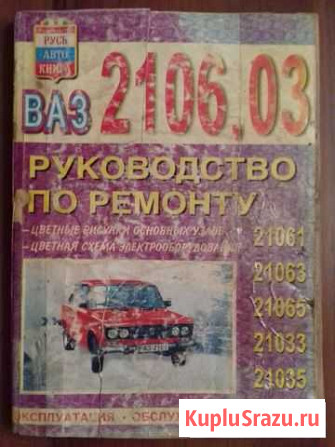 РУСЬ
АВТО
КНИГА
ВАЗ 2106,03
РУКОВОДСТВО
ПО РЕМОНТУ
-ЦВЕТНЫЕ РИСУНКИ ОСНОВНЫХ УЗЛОВ
-ЦВЕТНАЯ СХЕМА ЭЛЕКТРООБОРУДОВАНИЯ
21061
21063
21065
21033
21035
ЭКСПЛУАТАЦИЯ •
KupluSrazu.ru